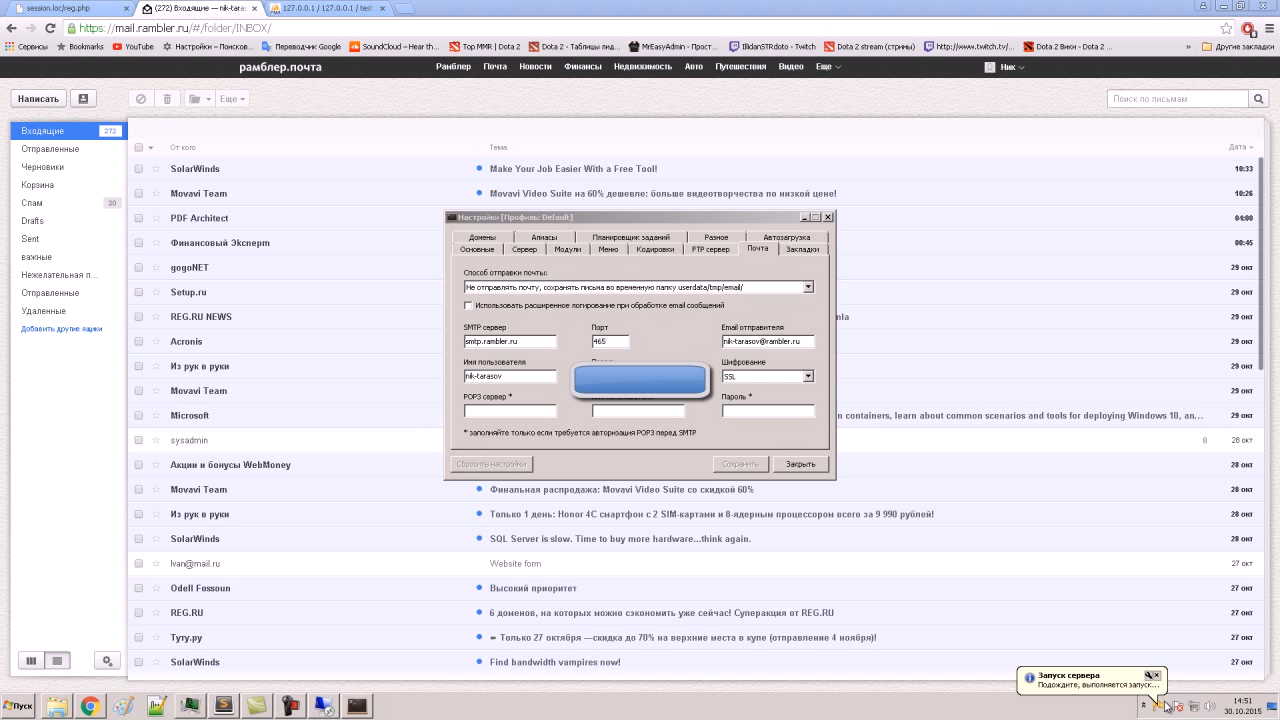 session.loc/reg.php
(272) Входящие — nik-taras
127.0.0.1 / 127.0.0.1 / test
https://mail.rambler.ru/#/folder/INBOX/
Сервисы
Bookmarks
YouTube
Настройки – Поисков...
Переводчик Google
SoundCloud – Hear th...
Top MMR | Dota 2
Dota 2 - Таблицы лид...
MrEasyAdmin - Прост...
IllidanSTRdoto - Twitch
Dota 2 stream (стримы)
http://www.twitch.tv/...
Dota 2 Вики - Dota 2 ...
»
Другие закладки
рамблер.почта
Рамблер
Почта
Новости
Финансы
Недвижимость
Авто
Путешествия
Видео
Еще
Ник
Написать
Еще
Поиск по письмам
Входящие 272
Отправленные
Черновики
Корзина
Спам 20
Drafts
Sent
важные
Нежелательная п...
Отправленные
Удаленные
Добавить другие ящики
От кого Тема Дата
SolarWinds Make Your Job Easier With a Free Tool! 10:33
Movavi Team Movavi Video Suite на 60% дешевле: больше видеотворчества по низкой цене! 10:26
PDF Architect 04:00
Финансовый Эксперт 00:45
gogoNET 29 окт
Setup.ru 29 окт
REG.RU NEWS 29 окт
Acronis 29 окт
Из рук в руки 29 окт
Movavi Team 29 окт
Microsoft n containers, learn about common scenarios and tools for deploying Windows 10, an... 29 окт
sysadmin 28 окт
Акции и бонусы WebMoney 28 окт
Movavi Team Финальная распродажа: Movavi Video Suite со скидкой 60% 28 окт
Из рук в руки Только 1 день: Honor 4C смартфон с 2 SIM-картами и 8-ядерным процессором всего за 9 990 рублей! 28 окт
SolarWinds SQL Server is slow. Time to buy more hardware...think again. 28 окт
Ivan@mail.ru Website form 27 окт
Odell Fossoun Высокий приоритет 27 окт
REG.RU 6 доменов, на которых можно сэкономить уже сейчас! Суперакция от REG.RU 27 окт
Туту.ру Только 27 октября —скидка до 70% на верхние места в купе (отправление 4 ноября)! 27 окт
SolarWinds Find bandwidth vampires now! 27 окт
Настройки [Профиль: Default]
Домены Алиасы Планировщик заданий Разное Автозагрузка
Основные Сервер Модули Меню Кодировки FTP сервер Почта Закладки
Способ отправки почты:
Не отправлять почту, сохранять письма во временную папку userdata/tmp/email/
Использовать расширенное логирование при обработке email сообщений
SMTP сервер Порт Email отправителя
smtp.rambler.ru 465 nik-tarasov@rambler.ru
Имя пользователя Шифрование
nik-tarasov SSL
POP3 сервер * Пароль *
* заполняйте только если требуется авторизация POP3 перед SMTP
Сбросить настройки Сохранить Закрыть
Запуск сервера
Подождите, выполняется запуск...
Пуск
14:51
30.10.2015